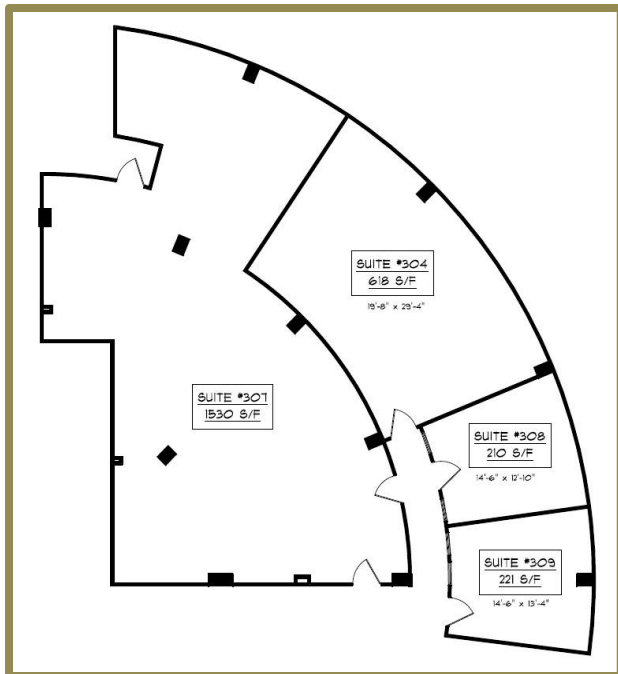 SUITE #304
618 S/F
19'-8" x 29'-4"
SUITE #307
1530 S/F
SUITE #308
210 S/F
14'-6" x 12'-10"
SUITE #309
221 S/F
14'-6" x 13'-4"